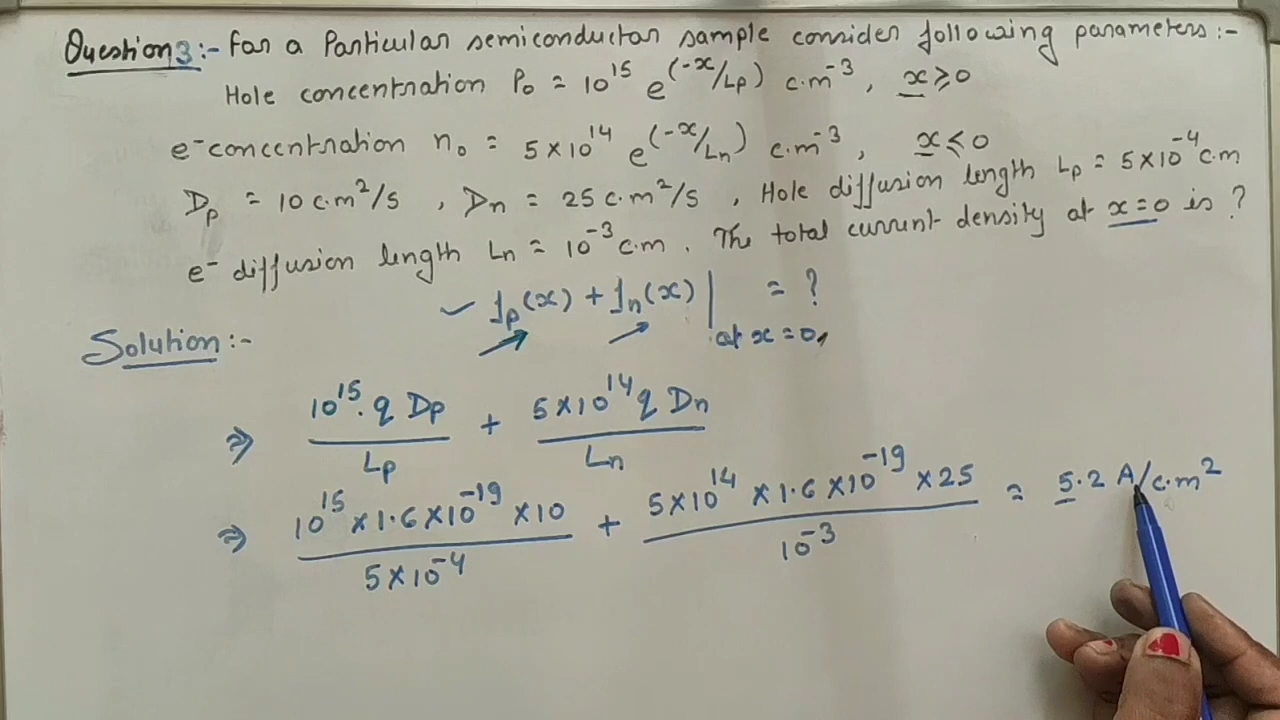 Question3:- For a Particular semiconductor sample consider following parameters:-
Hole concentration P₀ = 10¹⁵ e^(-x/Lp) c.m⁻³, x ≥ 0
e⁻concentration n₀ = 5×10¹⁴ e^(-x/Ln) c.m⁻³, x ≤ 0
Dp = 10 c.m²/s , Dn = 25 c.m²/s , Hole diffusion length Lp = 5×10⁻⁴ c.m
e⁻ diffusion length Ln = 10⁻³ c.m. The total current density at x=0 is ?
✓ Jp(x) + Jn(x) | at x=0, = ?
Solution:-
⇒ 10¹⁵.q Dp / Lp + 5×10¹⁴q Dn / Ln
⇒ 10¹⁵×1.6×10⁻¹⁹×10 / 5×10⁻⁴ + 5×10¹⁴×1.6×10⁻¹⁹×25 / 10⁻³ = 5.2 A/c.m²